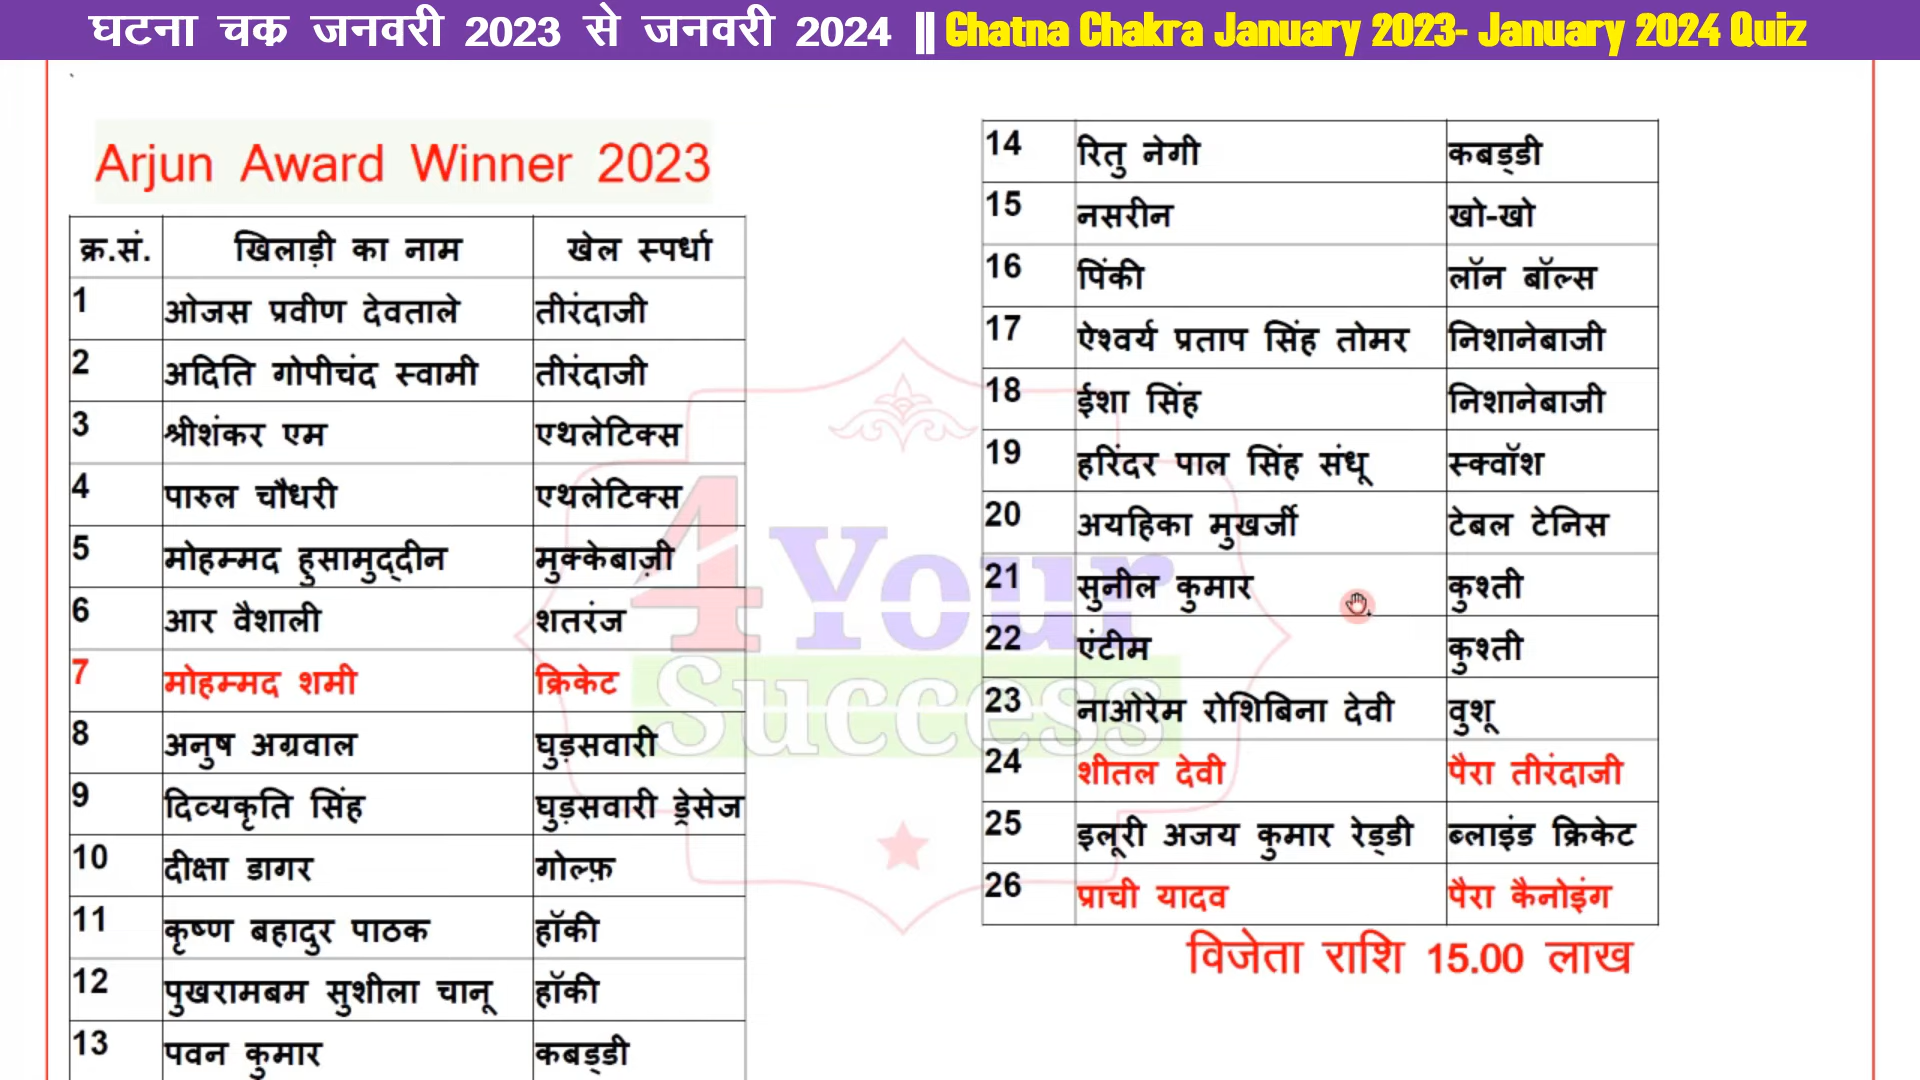 घटना चक्र जनवरी 2023 से जनवरी 2024 || Ghatna Chakra January 2023- January 2024 Quiz
Arjun Award Winner 2023
क्र.सं. खिलाड़ी का नाम खेल स्पर्धा
1 ओजस प्रवीण देवताले तीरंदाजी
2 अदिति गोपीचंद स्वामी तीरंदाजी
3 श्रीशंकर एम एथलेटिक्स
4 पारुल चौधरी एथलेटिक्स
5 मोहम्मद हुसामुद्दीन मुक्केबाज़ी
6 आर वैशाली शतरंज
7 मोहम्मद शमी क्रिकेट
8 अनुष अग्रवाल घुड़सवारी
9 दिव्यकृति सिंह घुड़सवारी ड्रेसेज
10 दीक्षा डागर गोल्फ़
11 कृष्ण बहादुर पाठक हॉकी
12 पुखरामबम सुशीला चानू हॉकी
13 पवन कुमार कबड्डी
14 रितु नेगी कबड्डी
15 नसरीन खो-खो
16 पिंकी लॉन बॉल्स
17 ऐश्वर्य प्रताप सिंह तोमर निशानेबाजी
18 ईशा सिंह निशानेबाजी
19 हरिंदर पाल सिंह संधू स्क्वॉश
20 अयहिका मुखर्जी टेबल टेनिस
21 सुनील कुमार कुश्ती
22 एंटीम कुश्ती
23 नाओरेम रोशिबिना देवी वुशू
24 शीतल देवी पैरा तीरंदाजी
25 इलूरी अजय कुमार रेड्डी ब्लाइंड क्रिकेट
26 प्राची यादव पैरा कैनोइंग
विजेता राशि 15.00 लाख
4 Your
Success